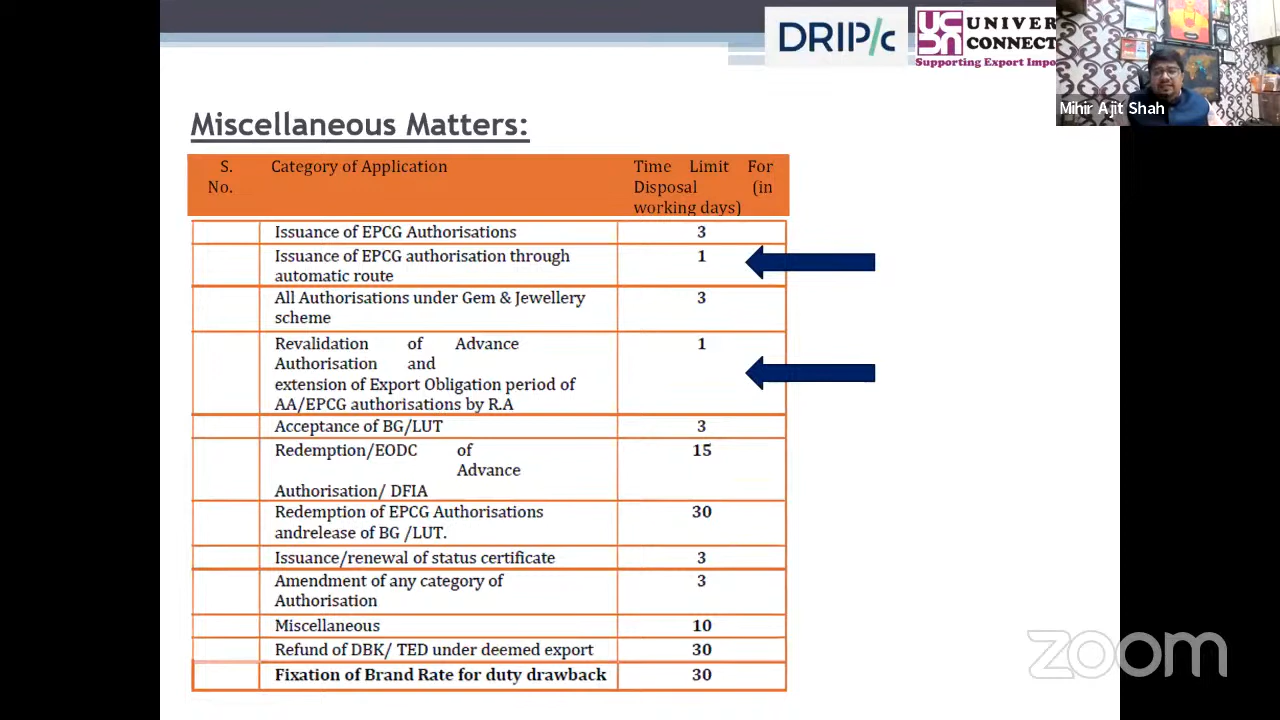 DRIP/c
UCON
UNIVER
CONNECT
Supporting Export Impo
Mihir Ajit Shah
Miscellaneous Matters:
S. Category of Application Time Limit For
No. Disposal (in
working days)
Issuance of EPCG Authorisations 3
Issuance of EPCG authorisation through 1
automatic route
All Authorisations under Gem & Jewellery 3
scheme
Revalidation of Advance 1
Authorisation and
extension of Export Obligation period of
AA/EPCG authorisations by R.A
Acceptance of BG/LUT 3
Redemption/EODC of 15
Advance
Authorisation/ DFIA
Redemption of EPCG Authorisations 30
andrelease of BG /LUT.
Issuance/renewal of status certificate 3
Amendment of any category of 3
Authorisation
Miscellaneous 10
Refund of DBK/ TED under deemed export 30
Fixation of Brand Rate for duty drawback 30
zoom